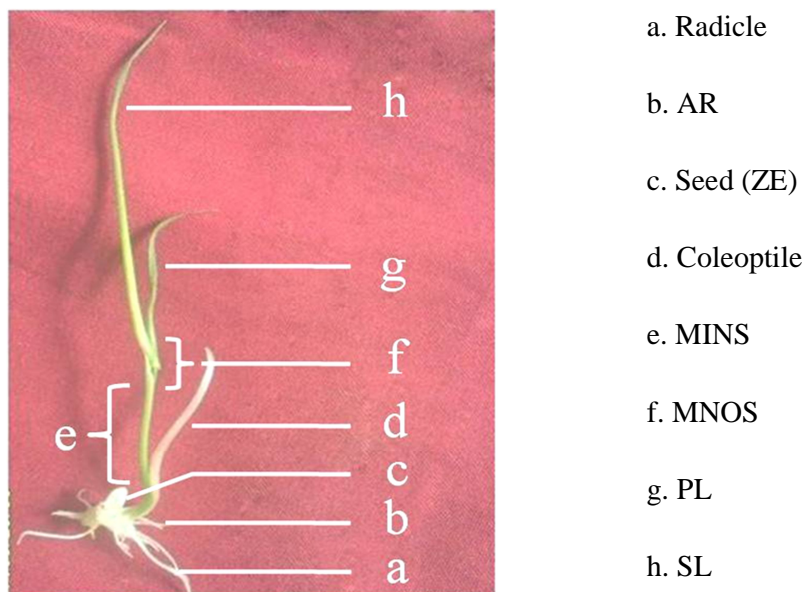 h
g
f
e
d
c
b
a
a. Radicle
b. AR
c. Seed (ZE)
d. Coleoptile
e. MINS
f. MNOS
g. PL
h. SL